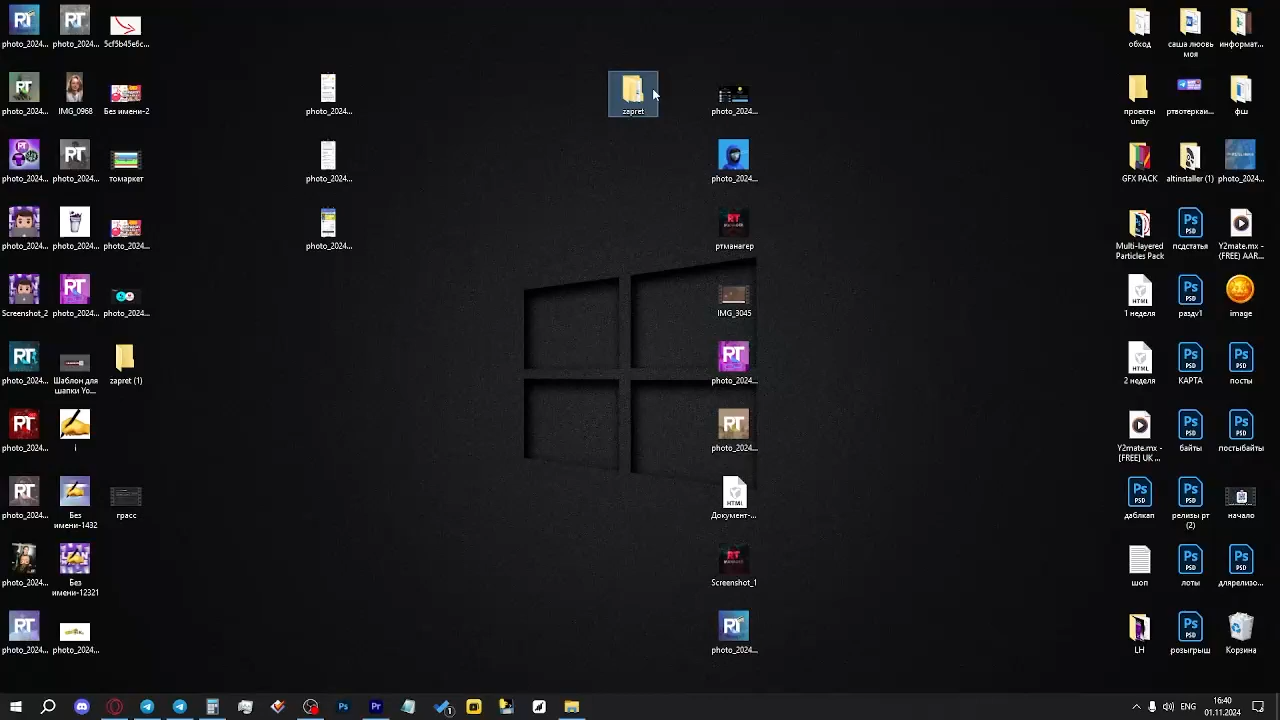 photo_2024...
photo_2024...
5cf5b45e6c...
photo_2024...
IMG_0968
Без имени-2
photo_2024...
photo_2024...
томаркет
photo_2024...
photo_2024...
photo_2024...
Screenshot_2
photo_2024...
photo_2024...
photo_2024...
Шаблон для
шапки Yo...
zapret (1)
photo_2024...
i
photo_2024...
Без
имени-1432
грасс
photo_2024...
Без
имени-12321
photo_2024...
photo_2024...
photo_2024...
photo_2024...
photo_2024...
zapret
photo_2024...
photo_2024...
ртманагер
IMG_3045
photo_2024...
photo_2024...
HTML
Документ-...
Screenshot_1
photo_2024...
обход
саша любовь
моя
информат...
проекты
unity
ртвотеркаи...
фш
GFX PACK
altinstaller (1)
photo_2024...
Multi-layered
Particles Pack
псдстатья
Y2mate.mx -
(FREE) AAR...
1 неделя
разду1
image
2 неделя
КАРТА
посты
Y2mate.mx -
[FREE] UK ...
байты
постыбайты
даблкап
релизы рт
(2)
начало
шоп
лоты
длярелизо...
LH
розыгрыш
Корзина
ENG
16:40
01.11.2024